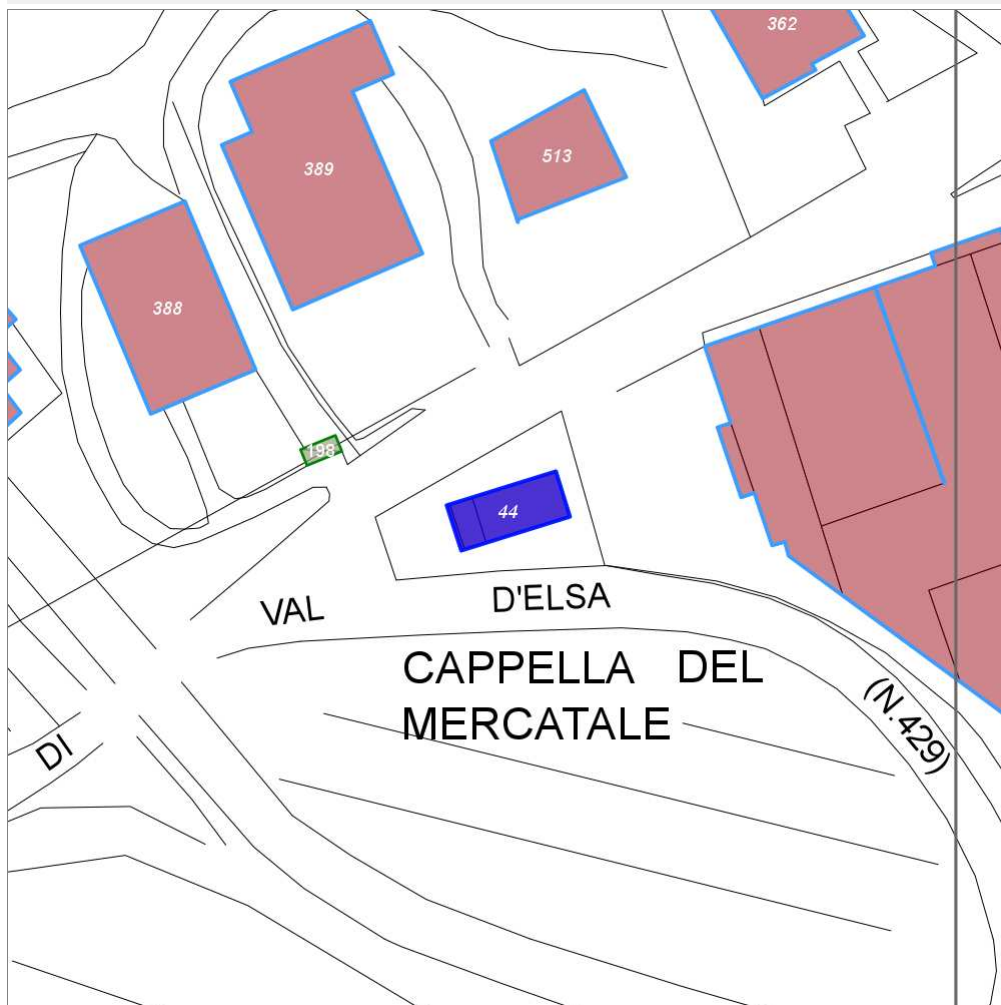 362
389
513
388
198
44
VAL D'ELSA
CAPPELLA DEL
MERCATALE
(N.429)
DI